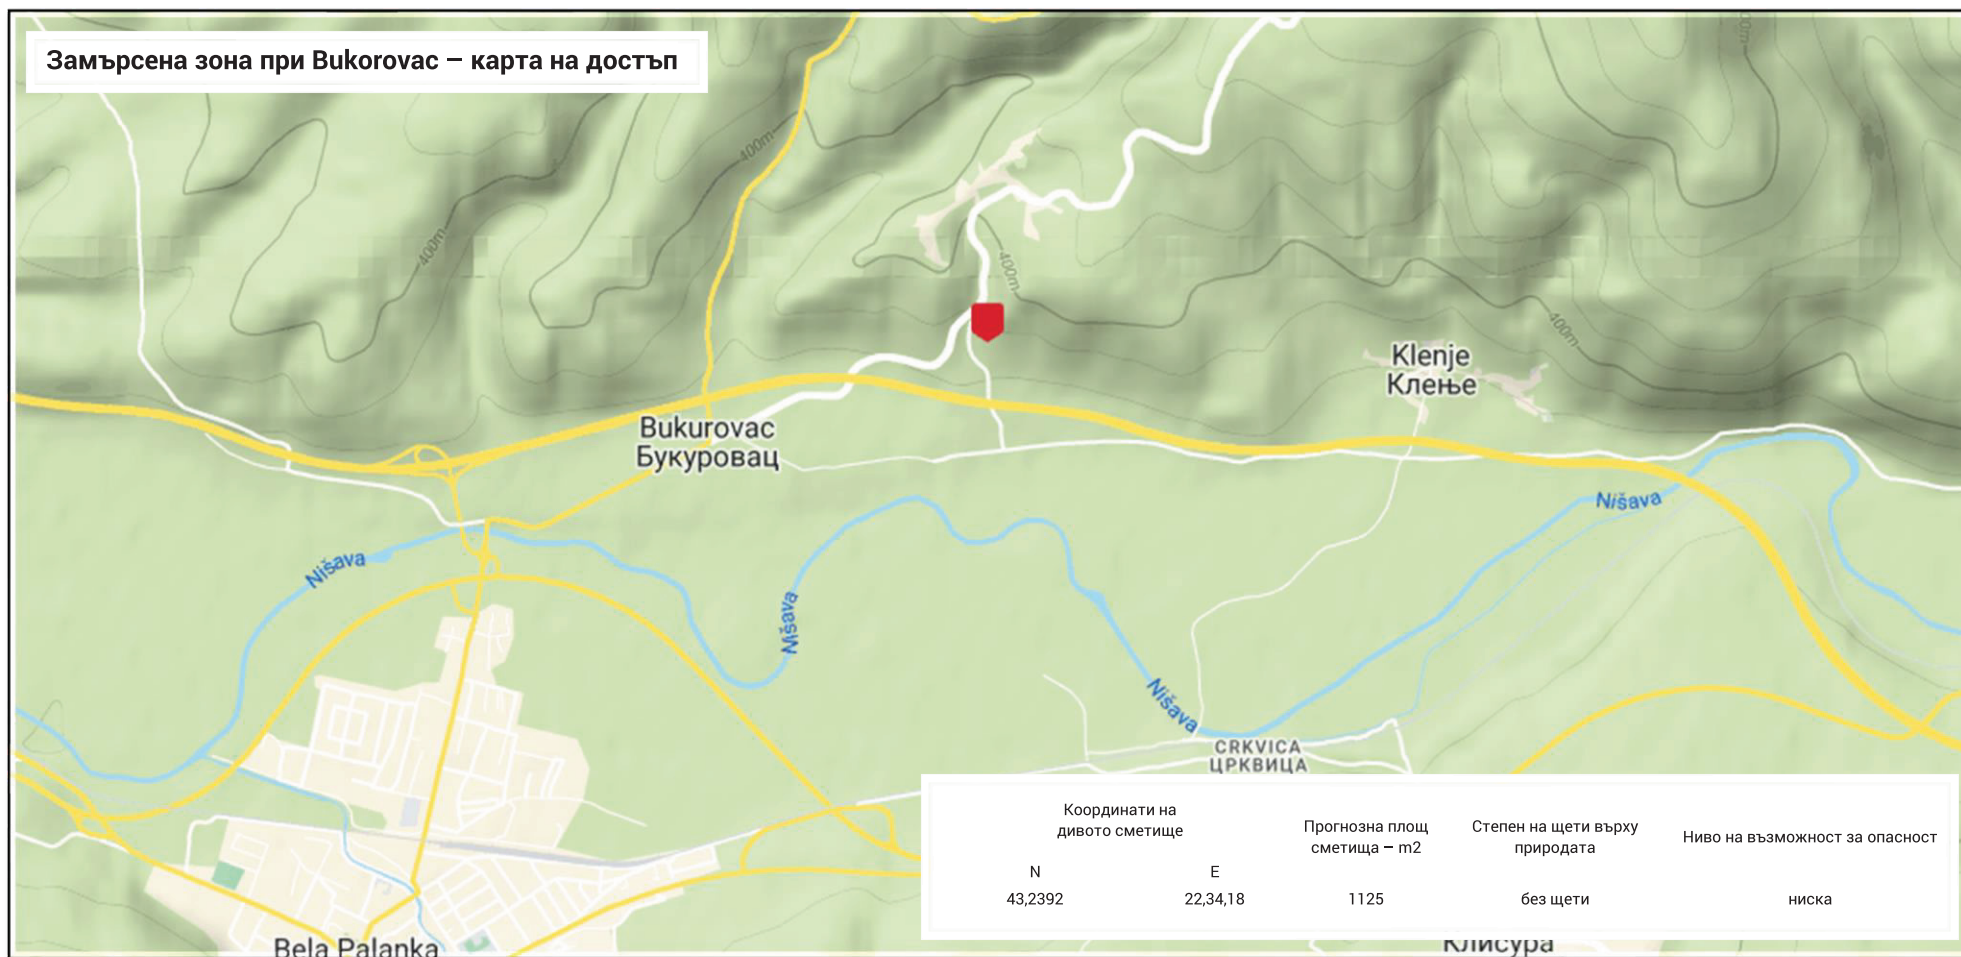 Замърсена зона при Bukorovac – карта на достъп
400m
400m
400m
400m
400m
Klenje
Клење
Bukurovac
Букуровац
Nišava
Nišava
Nišava
Nišava
CRKVICA
ЦРКВИЦА
Bela Palanka
Клисура
Координати на
дивото сметище
Прогнозна площ
сметища – m2
Степен на щети върху
природата
Ниво на възможност за опасност
N
E
43,2392
22,34,18
1125
без щети
ниска